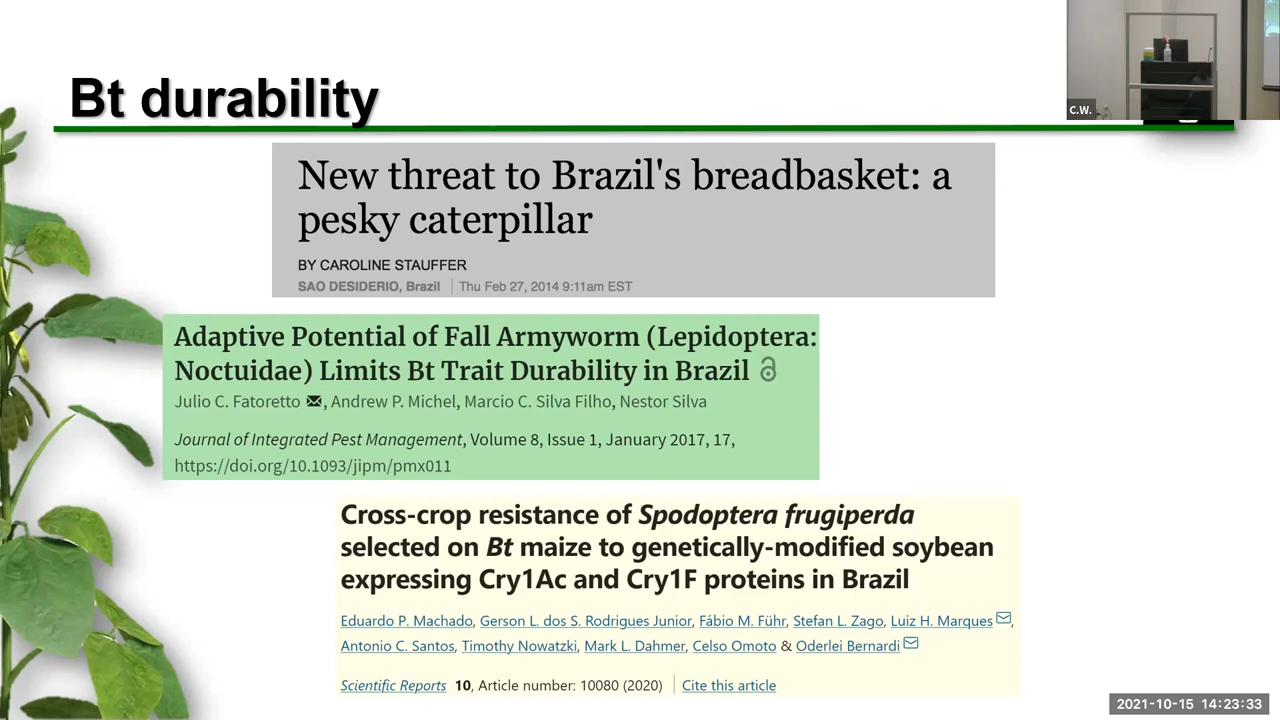 Bt durability
C.W.
New threat to Brazil's breadbasket: a
pesky caterpillar
BY CAROLINE STAUFFER
SAO DESIDERIO, Brazil | Thu Feb 27, 2014 9:11am EST
Adaptive Potential of Fall Armyworm (Lepidoptera:
Noctuidae) Limits Bt Trait Durability in Brazil
Julio C. Fatoretto, Andrew P. Michel, Marcio C. Silva Filho, Nestor Silva
Journal of Integrated Pest Management, Volume 8, Issue 1, January 2017, 17,
https://doi.org/10.1093/jipm/pmx011
Cross-crop resistance of Spodoptera frugiperda
selected on Bt maize to genetically-modified soybean
expressing Cry1Ac and Cry1F proteins in Brazil
Eduardo P. Machado, Gerson L. dos S. Rodrigues Junior, Fábio M. Führ, Stefan L. Zago, Luiz H. Marques,
Antonio C. Santos, Timothy Nowatzki, Mark L. Dahmer, Celso Omoto & Oderlei Bernardi
Scientific Reports 10, Article number: 10080 (2020) | Cite this article
2021-10-15 14:23:33